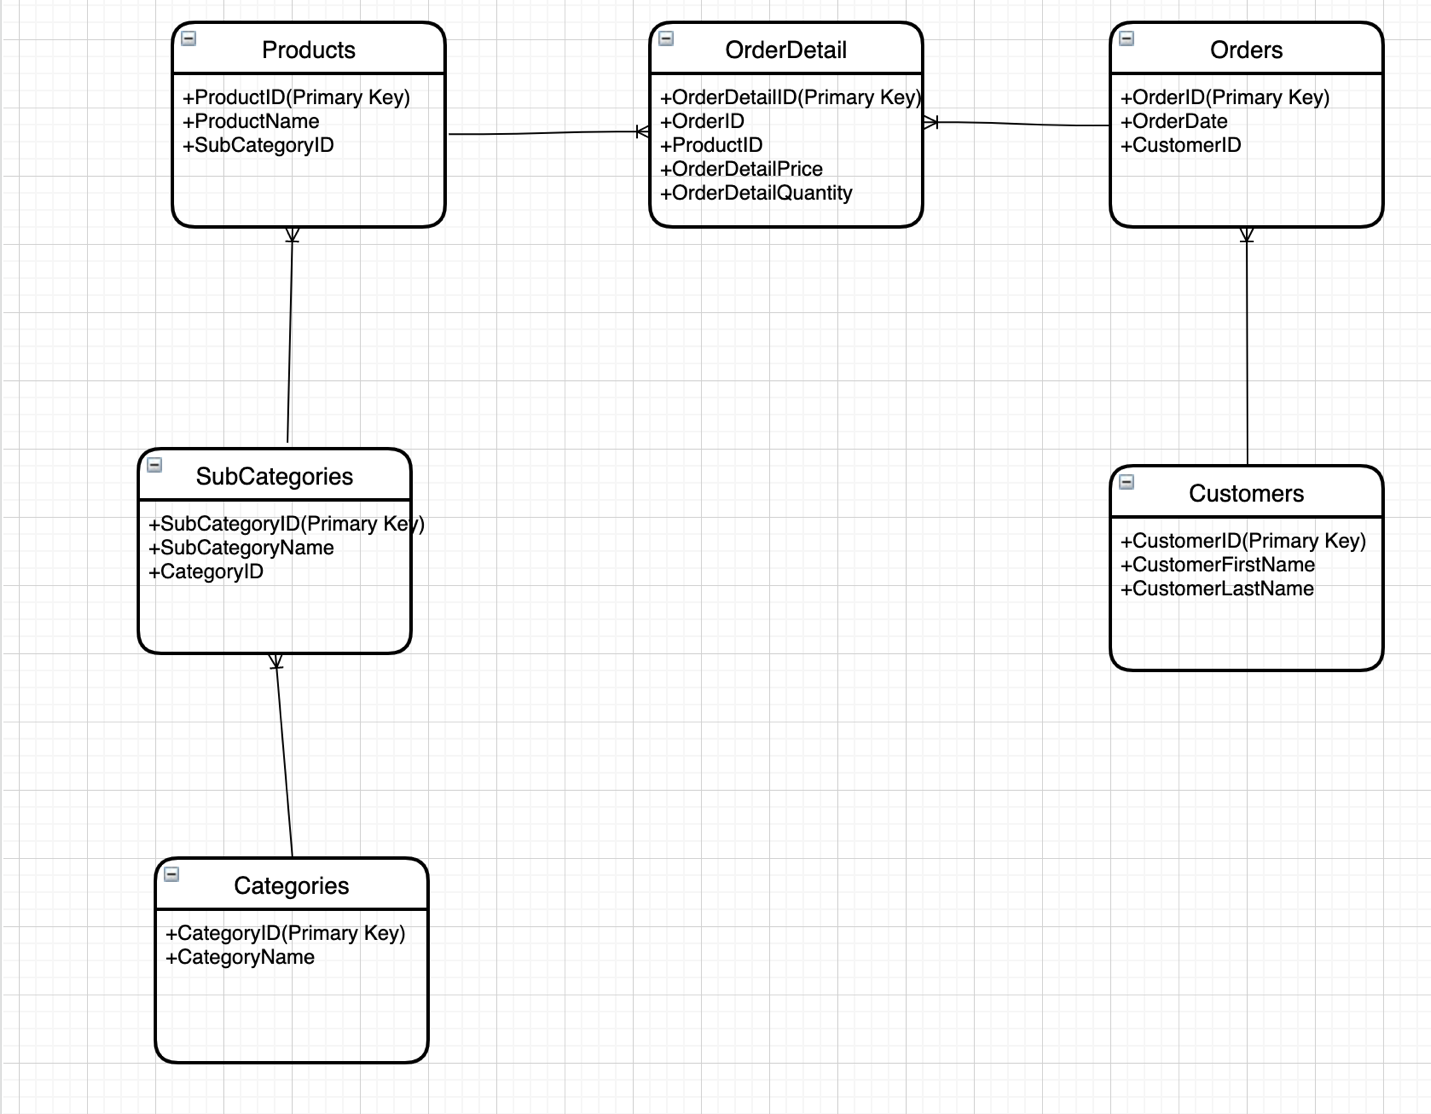 Products
+ProductID(Primary Key)
+ProductName
+SubCategoryID
OrderDetail
+OrderDetailID(Primary Key)
+OrderID
+ProductID
+OrderDetailPrice
+OrderDetailQuantity
Orders
+OrderID(Primary Key)
+OrderDate
+CustomerID
SubCategories
+SubCategoryID(Primary Key)
+SubCategoryName
+CategoryID
Customers
+CustomerID(Primary Key)
+CustomerFirstName
+CustomerLastName
Categories
+CategoryID(Primary Key)
+CategoryName